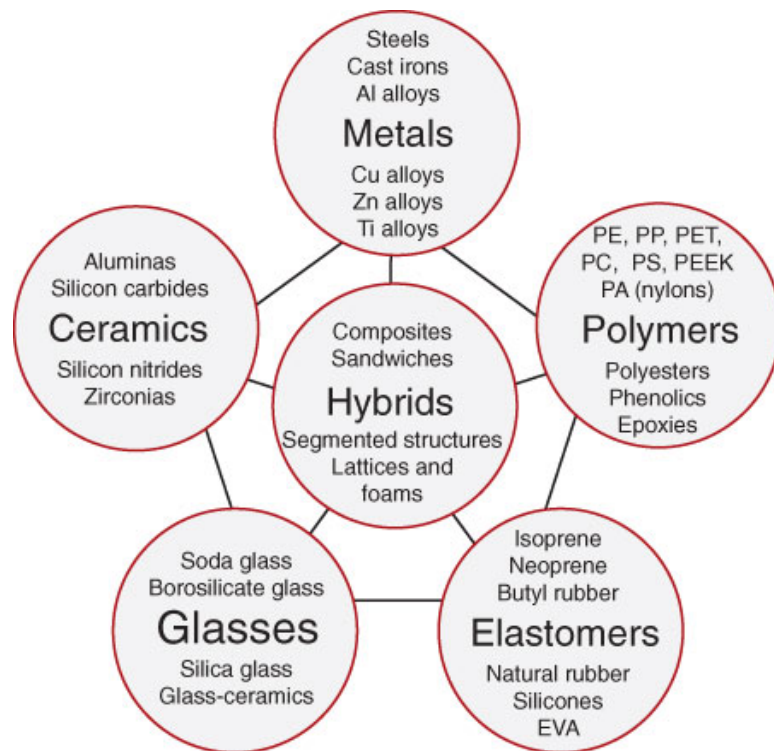 Steels
Cast irons
Al alloys
Metals
Cu alloys
Zn alloys
Ti alloys
Aluminas
Silicon carbides
Ceramics
Silicon nitrides
Zirconias
PE, PP, PET,
PC, PS, PEEK
PA (nylons)
Polymers
Polyesters
Phenolics
Epoxies
Composites
Sandwiches
Hybrids
Segmented structures
Lattices and
foams
Soda glass
Borosilicate glass
Glasses
Silica glass
Glass-ceramics
Isoprene
Neoprene
Butyl rubber
Elastomers
Natural rubber
Silicones
EVA